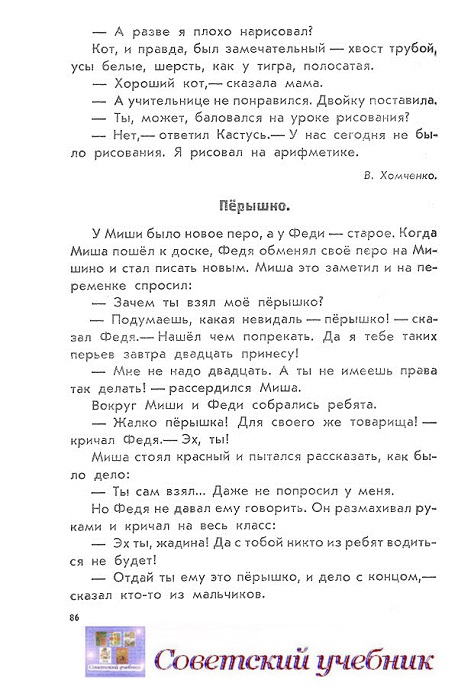 — А разве я плохо нарисовал?
Кот, и правда, был замечательный — хвост трубой,
усы белые, шерсть, как у тигра, полосатая.
— Хороший кот,— сказала мама.
— А учительнице не понравился. Двойку поставила.
— Ты, может, баловался на уроке рисования?
— Нет,— ответил Кастусь.— У нас сегодня не бы-
ло рисования. Я рисовал на арифметике.
В. Хомченко.
Пёрышко.
У Миши было новое перо, а у Феди — старое. Когда
Миша пошёл к доске, Федя обменял своё перо на Ми-
шино и стал писать новым. Миша это заметил и на пе-
ременке спросил:
— Зачем ты взял моё пёрышко?
— Подумаешь, какая невидаль — пёрышко! — ска-
зал Федя.— Нашёл чем попрекать. Да я тебе таких
перьев завтра двадцать принесу!
— Мне не надо двадцать. А ты не имеешь права
так делать! — рассердился Миша.
Вокруг Миши и Феди собрались ребята.
— Жалко пёрышка! Для своего же товарища! —
кричал Федя.— Эх, ты!
Миша стоял красный и пытался рассказать, как бы-
ло дело:
— Ты сам взял... Даже не попросил у меня.
Но Федя не давал ему говорить. Он размахивал ру-
ками и кричал на весь класс:
— Эх ты, жадина! Да с тобой никто из ребят водить-
ся не будет!
— Отдай ты ему это пёрышко, и дело с концом,—
сказал кто-то из мальчиков.
86
Советский учебник
Советский учебник